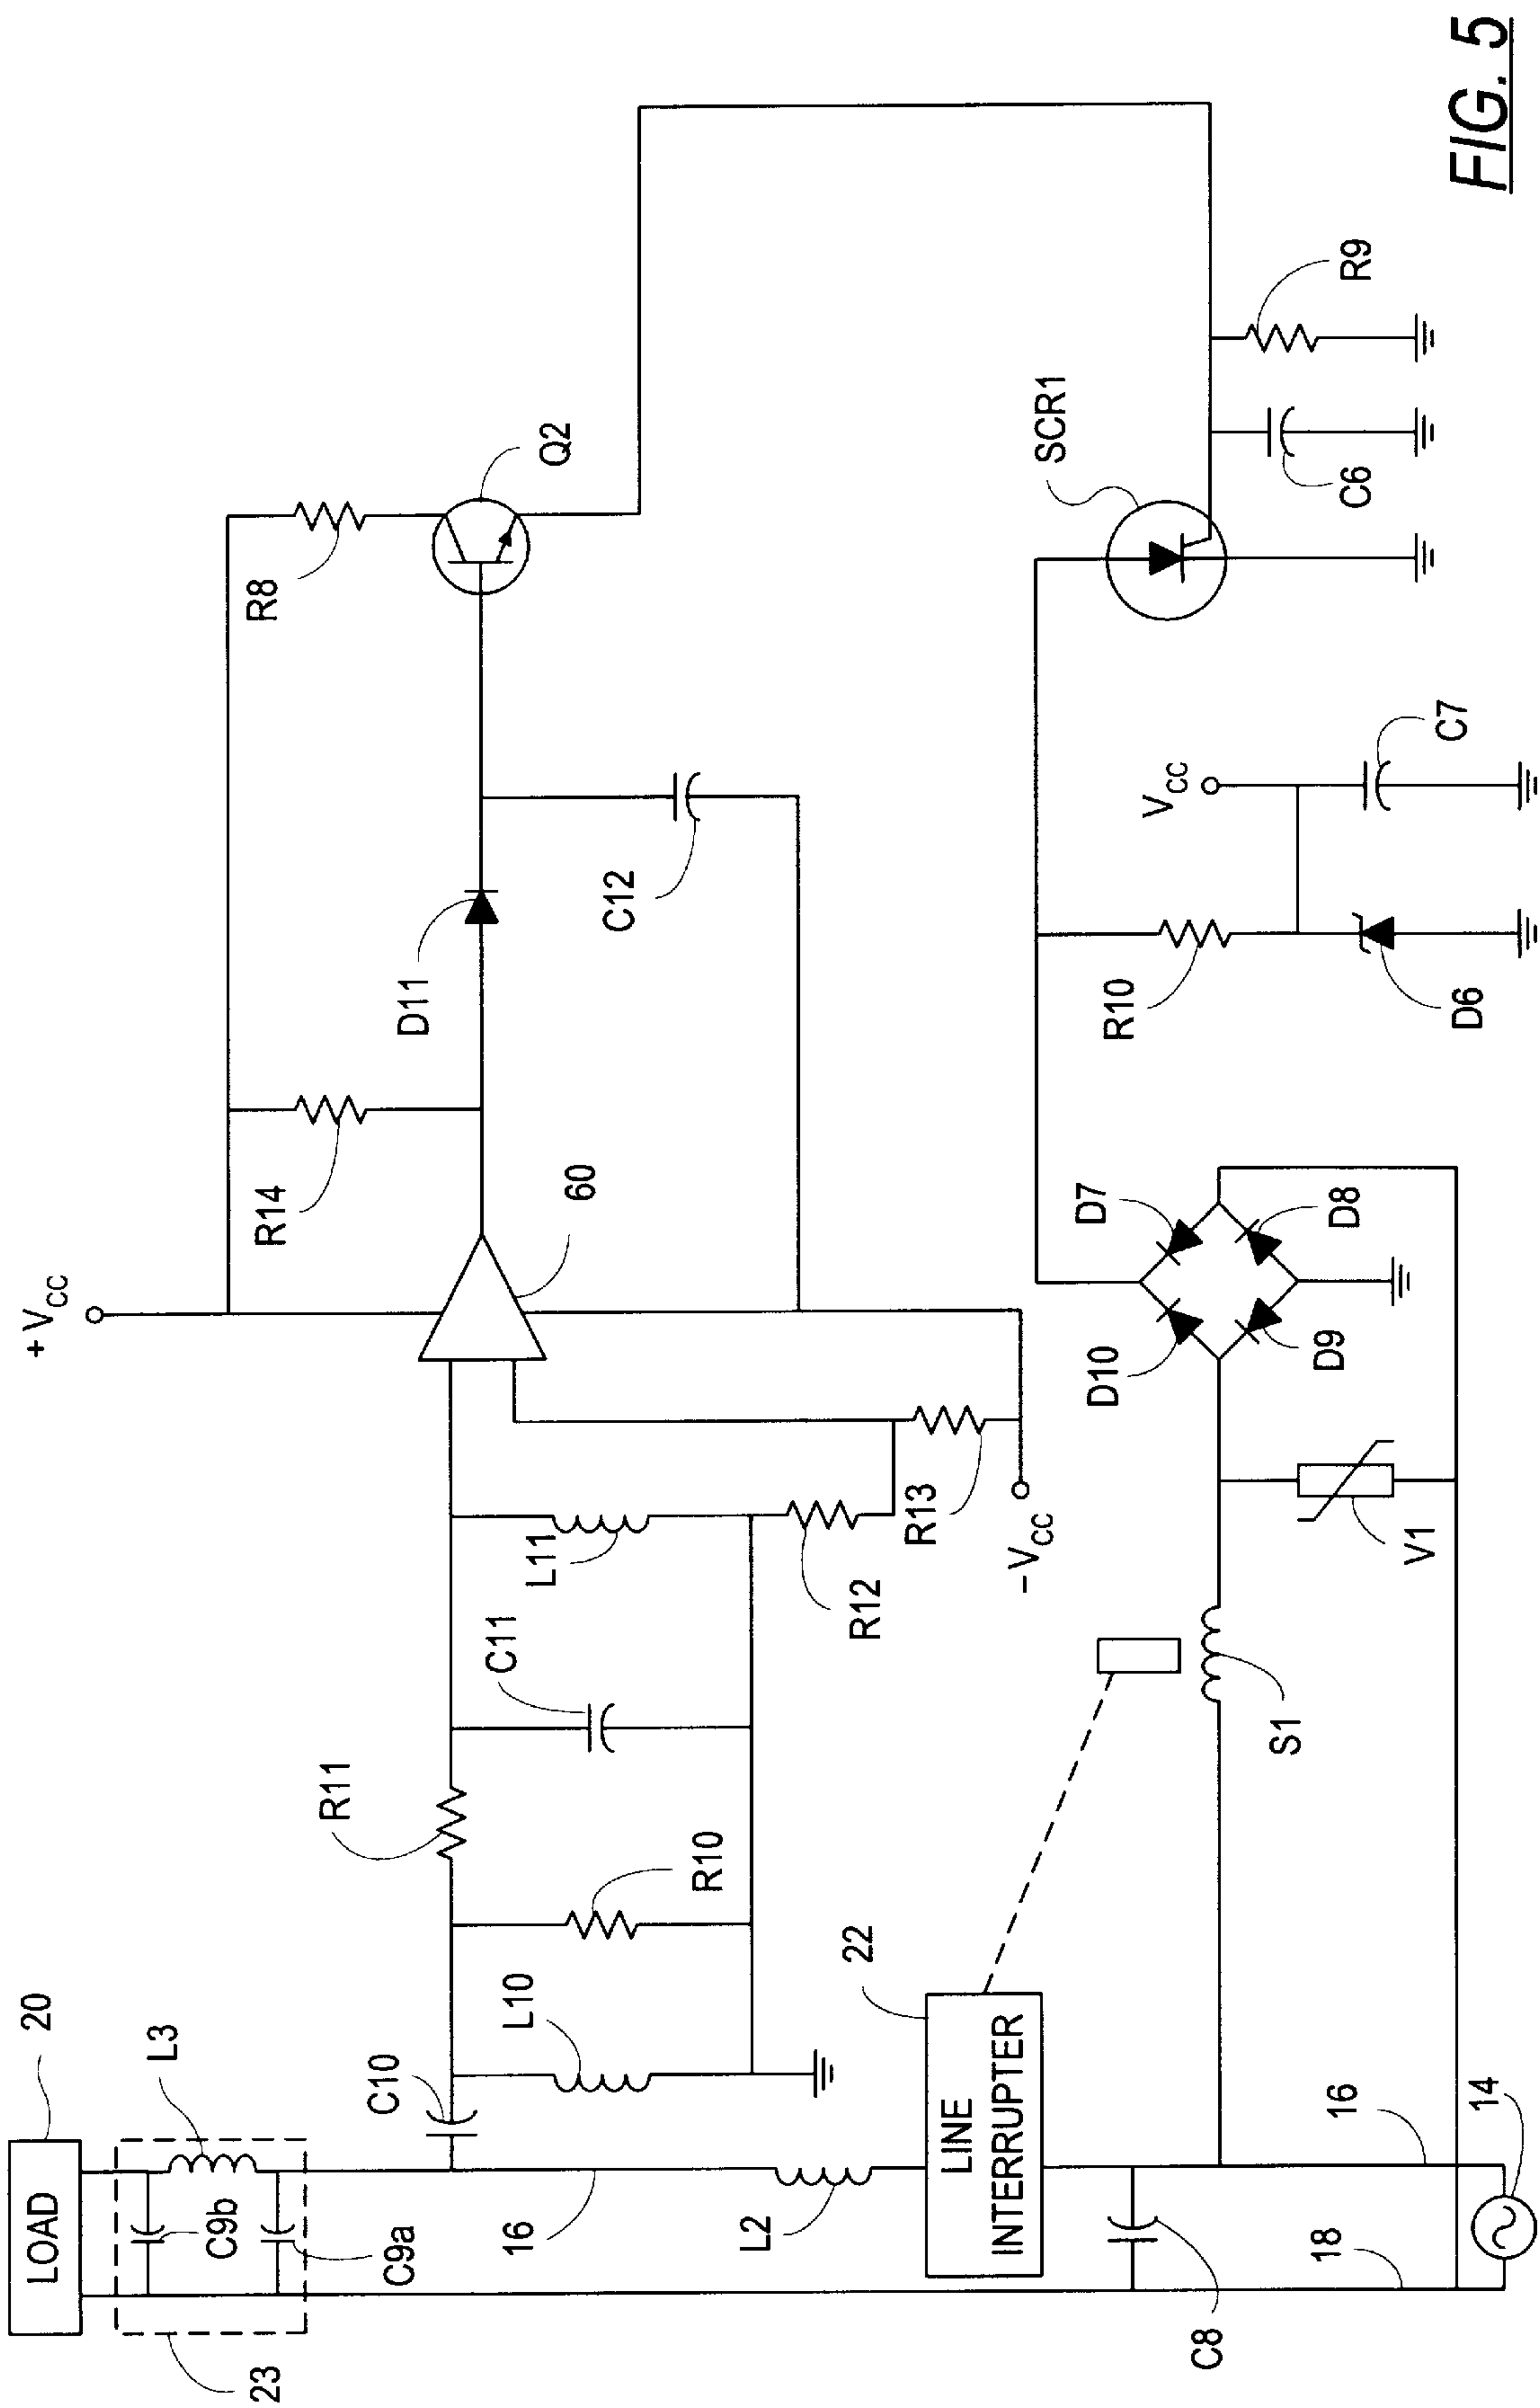 +VCC
R14
R8
Q2
60
D11
C12
20
LOAD
L3
C9b
C9a
23
C10
L10
R10
R11
C11
L11
R12
R13
-VCC
16
L2
22
LINE
INTERRUPTER
C8
18
16
14
S1
V1
D10
D7
D9
D8
R10
D6
VCC
C7
SCR1
C6
R9
FIG. 5